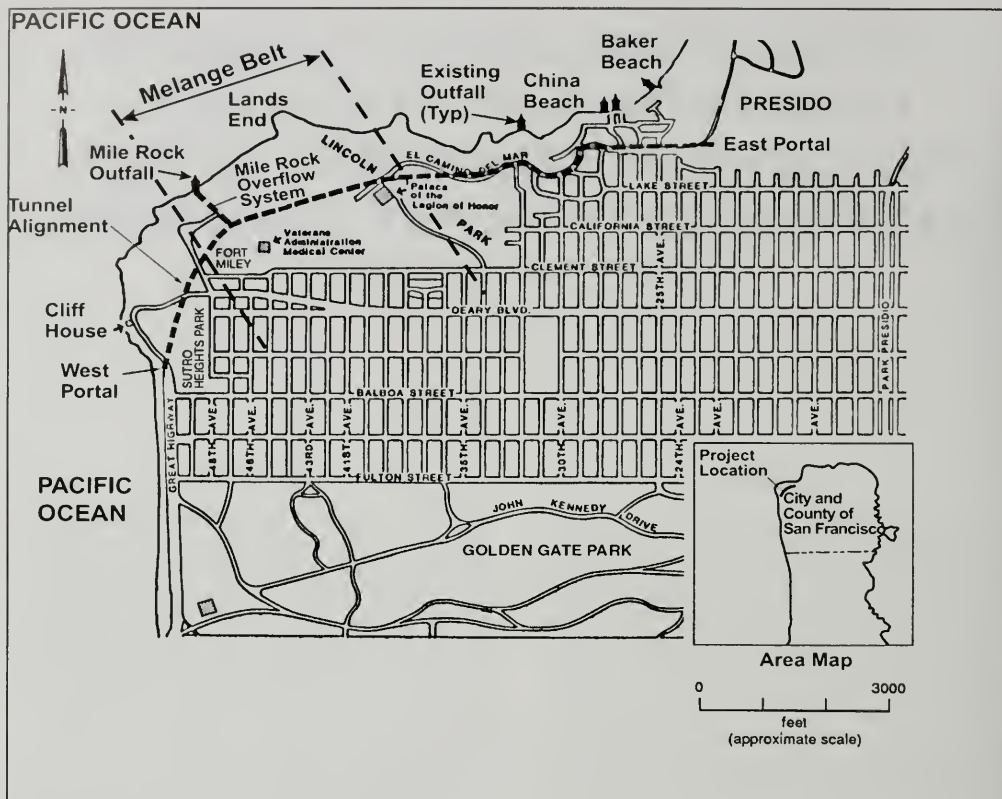 PACIFIC OCEAN
N
Melange Belt
Lands
End
Mile Rock
Outfall
Mile Rock
Overflow
System
Tunnel
Alignment
Existing
Outfall
(Typ)
China
Beach
Baker
Beach
PRESIDO
East Portal
LINCOLN
PARK
EL CAMINO DEL MAR
Palace
of the
Legion of Honor
LAKE STREET
CALIFORNIA STREET
Veterans
Administration
Medical Center
FORT
MILEY
CLEMENT STREET
25TH AVE.
GEARY BLVD.
Cliff
House
SUTRO
HEIGHTS PARK
PARK PRESIDIO
West
Portal
BALBOA STREET
GREAT HIGHWAY
48TH AVE.
46TH AVE.
43RD AVE.
41ST AVE.
35TH AVE.
30TH AVE.
24TH AVE.
AVE.
AVE.
FULTON STREET
PACIFIC
OCEAN
JOHN KENNEDY DRIVE
GOLDEN GATE PARK
Project
Location
City and
County of
San Francisco
Area Map
0 3000
feet
(approximate scale)